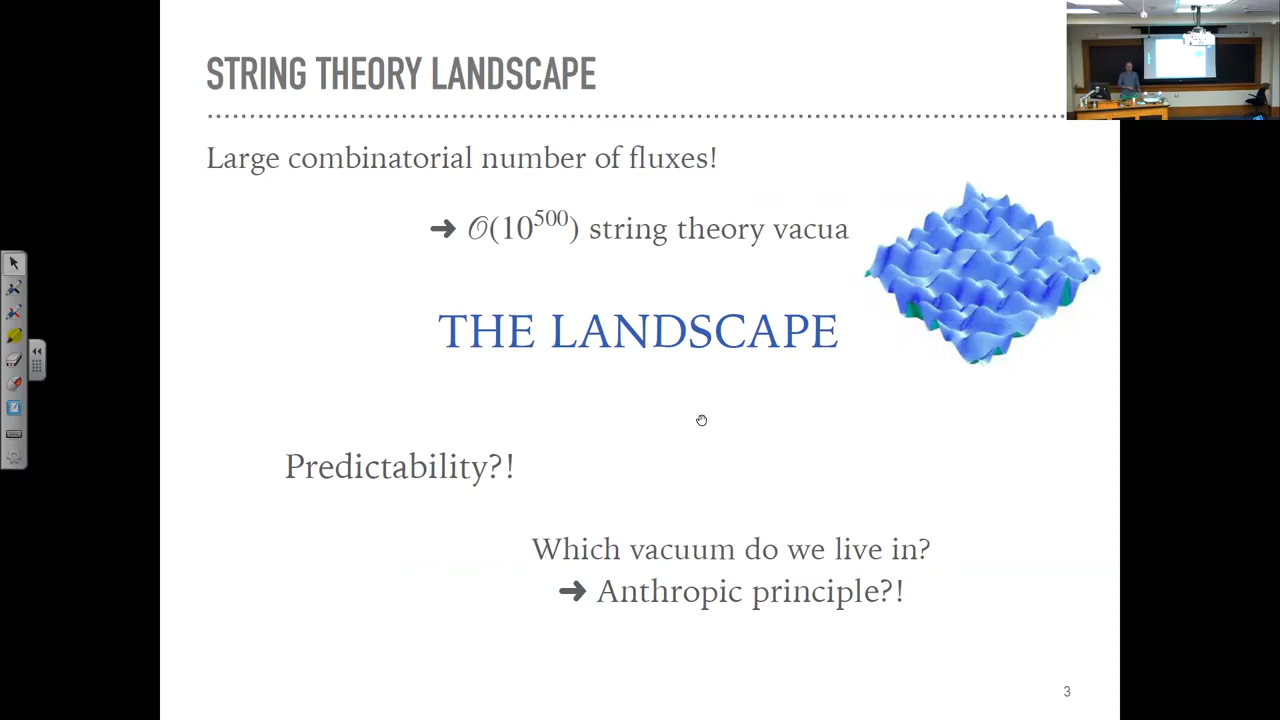 STRING THEORY LANDSCAPE
Large combinatorial number of fluxes!
➜ 𝒪(10⁵⁰⁰) string theory vacua
THE LANDSCAPE
Predictability?!
Which vacuum do we live in?
➜ Anthropic principle?!
3